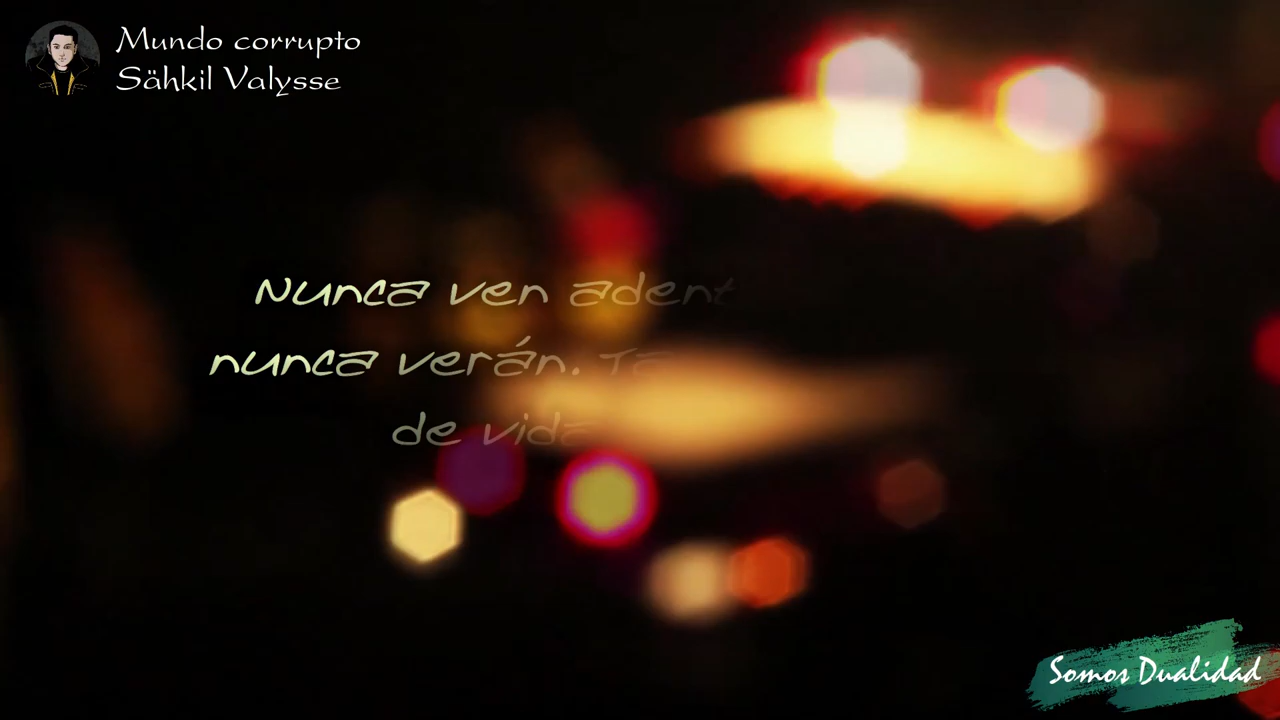 Mundo corrupto
Sähkil Valysse
Nunca ven
nunca verán.
de
Somos Dualidad